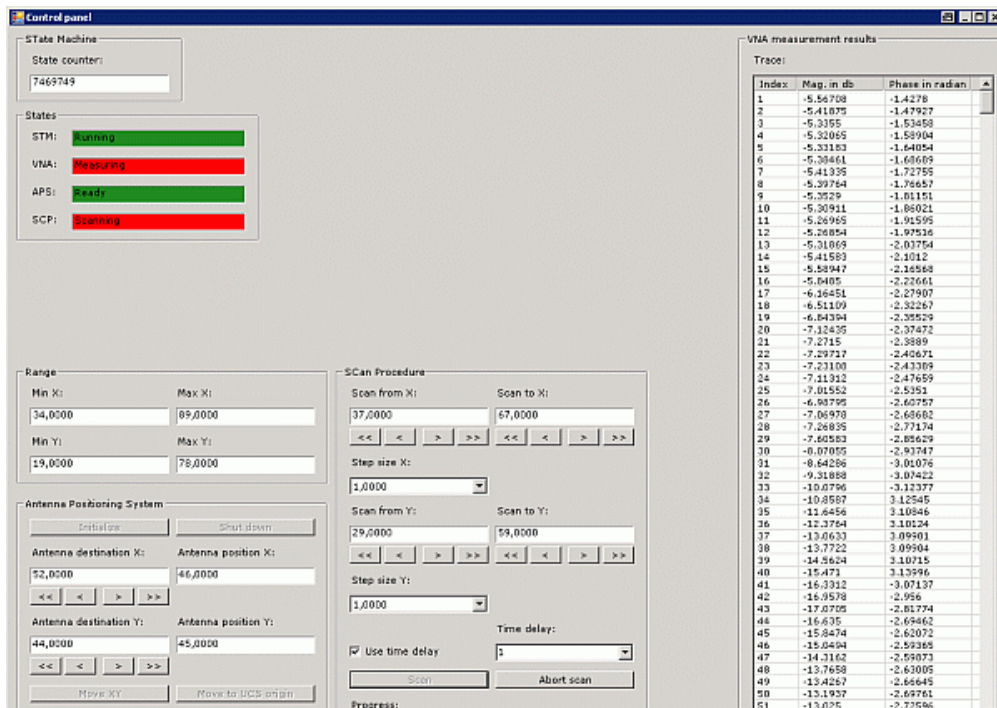 Control panel
STate Machine
State counter:
7469749
States
STM: Running
VNA: Measuring
APS: Ready
SCP: Scanning
Range
Min X: Max X:
34,0000 89,0000
Min Y: Max Y:
19,0000 78,0000
Antenna Positioning System
Initialize Shut down
Antenna destination X: Antenna position X:
52,0000 46,0000
<< < > >>
Antenna destination Y: Antenna position Y:
44,0000 45,0000
<< < > >>
Move XY Move to UCS origin
SCan Procedure
Scan from X: Scan to X:
37,0000 67,0000
<< < > >> << < > >>
Step size X:
1,0000
Scan from Y: Scan to Y:
29,0000 59,0000
<< < > >> << < > >>
Step size Y:
1,0000
Time delay:
Use time delay 1
Scan Abort scan
Progress:
VNA measurement results
Trace:
Index Mag. in db Phase in radian
1 -5.56708 -1.4278
2 -5.41875 -1.47927
3 -5.3355 -1.53458
4 -5.32065 -1.58904
5 -5.33183 -1.64054
6 -5.38461 -1.68689
7 -5.41335 -1.72755
8 -5.39764 -1.76657
9 -5.3529 -1.81151
10 -5.30911 -1.86021
11 -5.26965 -1.91595
12 -5.26854 -1.97516
13 -5.31869 -2.03754
14 -5.41583 -2.1012
15 -5.58947 -2.16568
16 -5.8485 -2.22661
17 -6.16451 -2.27907
18 -6.51109 -2.32267
19 -6.84394 -2.35529
20 -7.12435 -2.37472
21 -7.2715 -2.3889
22 -7.29717 -2.40671
23 -7.23108 -2.43389
24 -7.11312 -2.47659
25 -7.01552 -2.5351
26 -6.98795 -2.60757
27 -7.06978 -2.68682
28 -7.26835 -2.77174
29 -7.60583 -2.85629
30 -8.07055 -2.93747
31 -8.64286 -3.01076
32 -9.31888 -3.07422
33 -10.0796 -3.12377
34 -10.8587 3.12545
35 -11.6456 3.10846
36 -12.3764 3.10124
37 -13.0633 3.09901
38 -13.7722 3.09904
39 -14.5624 3.10715
40 -15.471 3.13996
41 -16.3312 -3.07137
42 -16.9578 -2.956
43 -17.0705 -2.81774
44 -16.635 -2.69462
45 -15.8474 -2.62072
46 -15.0494 -2.59365
47 -14.3162 -2.59873
48 -13.7658 -2.63005
49 -13.4267 -2.66645
50 -13.1937 -2.69761
51 -13.025 -2.72596